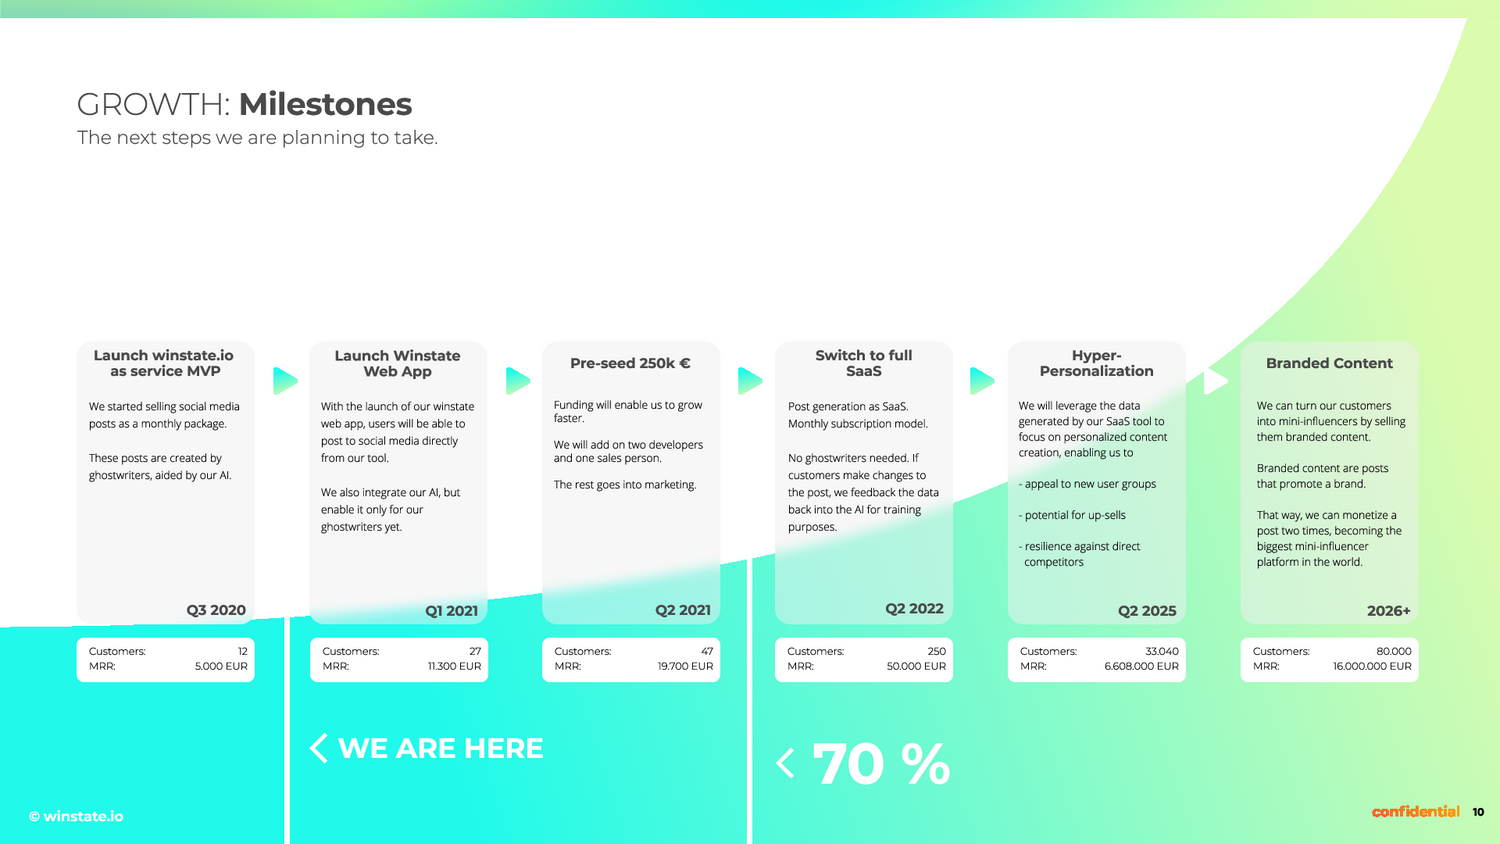 GROWTH: Milestones
The next steps we are planning to take.
Launch winstate.io
as service MVP
We started selling social media
posts as a monthly package.
These posts are created by
ghostwriters, aided by our AI.
Q3 2020
Customers: 12
MRR: 5.000 EUR
Launch Winstate
Web App
With the launch of our winstate
web app, users will be able to
post to social media directly
from our tool.
We also integrate our AI, but
enable it only for our
ghostwriters yet.
Q1 2021
Customers: 27
MRR: 11.300 EUR
Pre-seed 250k €
Funding will enable us to grow
faster.
We will add on two developers
and one sales person.
The rest goes into marketing.
Q2 2021
Customers: 47
MRR: 19.700 EUR
Switch to full
SaaS
Post generation as SaaS.
Monthly subscription model.
No ghostwriters needed. If
customers make changes to
the post, we feedback the data
back into the AI for training
purposes.
Q2 2022
Customers: 250
MRR: 50.000 EUR
Hyper-
Personalization
We will leverage the data
generated by our SaaS tool to
focus on personalized content
creation, enabling us to
- appeal to new user groups
- potential for up-sells
- resilience against direct
competitors
Q2 2025
Customers: 33.040
MRR: 6.608.000 EUR
Branded Content
We can turn our customers
into mini-influencers by selling
them branded content.
Branded content are posts
that promote a brand.
That way, we can monetize a
post two times, becoming the
biggest mini-influencer
platform in the world.
2026+
Customers: 80.000
MRR: 16.000.000 EUR
< WE ARE HERE
< 70 %
© winstate.io
confidential 10